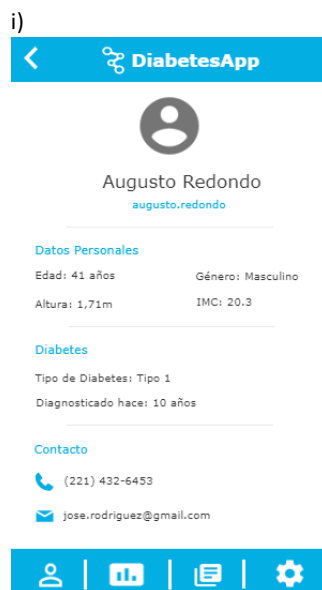 i)
DiabetesApp
Augusto Redondo
augusto.redondo
Datos Personales
Edad: 41 años Género: Masculino
Altura: 1,71m IMC: 20.3
Diabetes
Tipo de Diabetes: Tipo 1
Diagnosticado hace: 10 años
Contacto
(221) 432-6453
jose.rodriguez@gmail.com